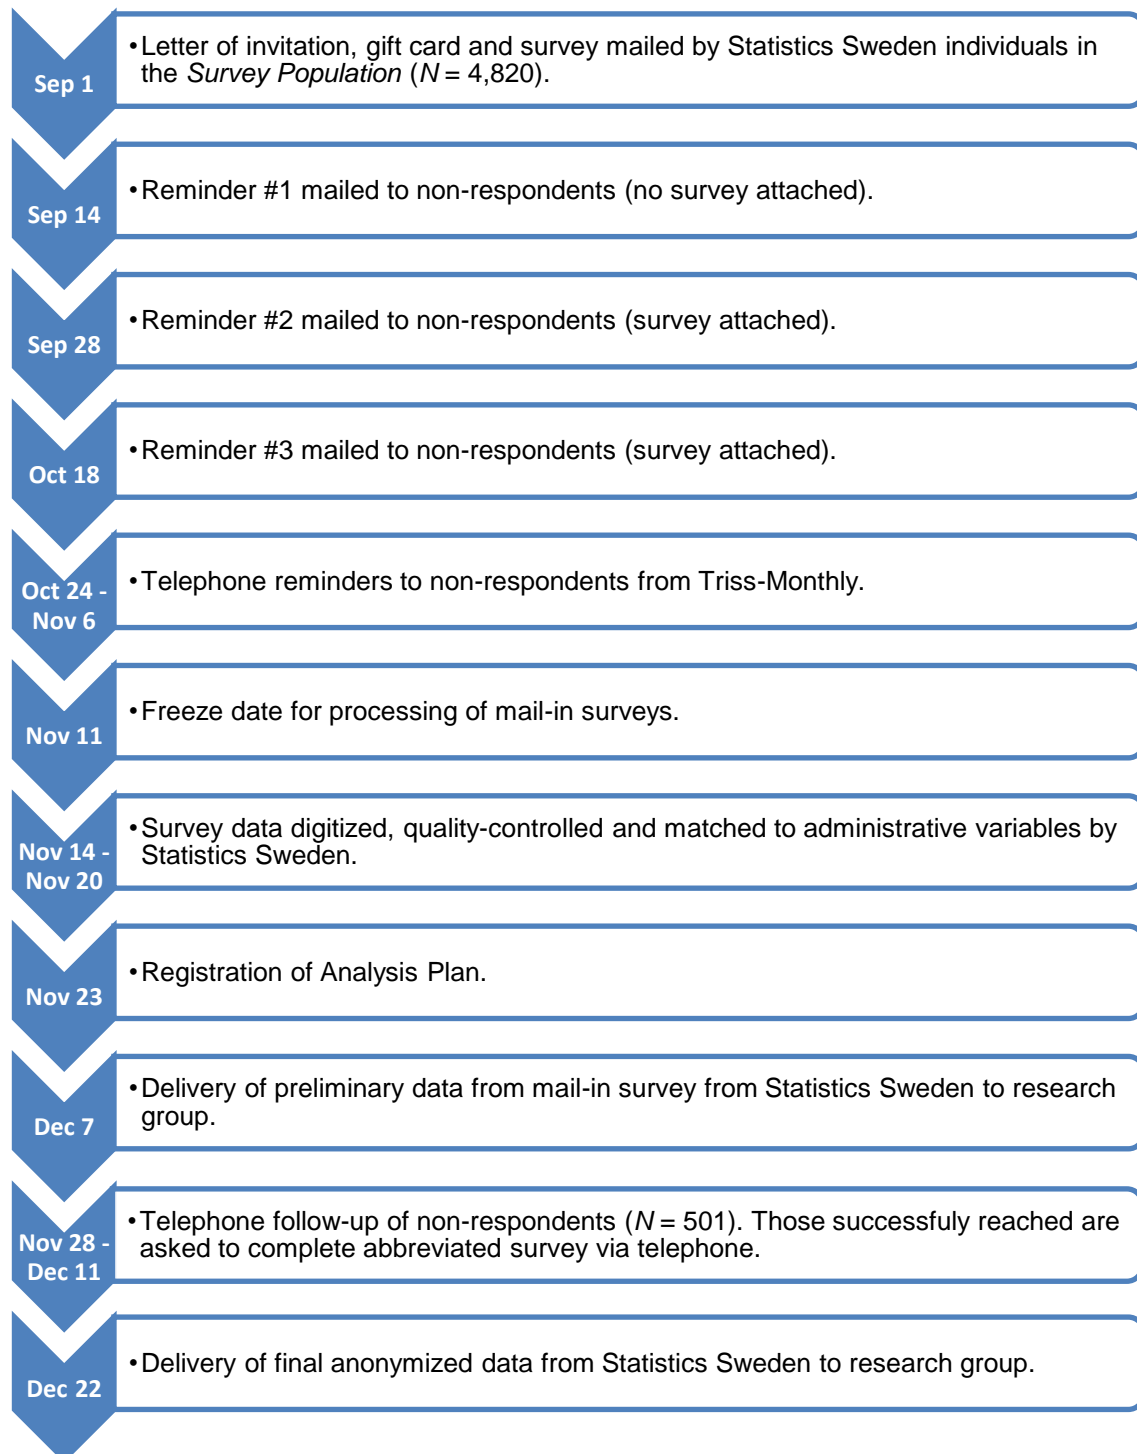 Sep 1
•Letter of invitation, gift card and survey mailed by Statistics Sweden individuals in
the Survey Population (N = 4,820).
Sep 14
•Reminder #1 mailed to non-respondents (no survey attached).
Sep 28
•Reminder #2 mailed to non-respondents (survey attached).
Oct 18
•Reminder #3 mailed to non-respondents (survey attached).
Oct 24 -
Nov 6
•Telephone reminders to non-respondents from Triss-Monthly.
Nov 11
•Freeze date for processing of mail-in surveys.
Nov 14 -
Nov 20
•Survey data digitized, quality-controlled and matched to administrative variables by
Statistics Sweden.
Nov 23
•Registration of Analysis Plan.
Dec 7
•Delivery of preliminary data from mail-in survey from Statistics Sweden to research
group.
Nov 28 -
Dec 11
•Telephone follow-up of non-respondents (N = 501). Those successfuly reached are
asked to complete abbreviated survey via telephone.
Dec 22
•Delivery of final anonymized data from Statistics Sweden to research group.